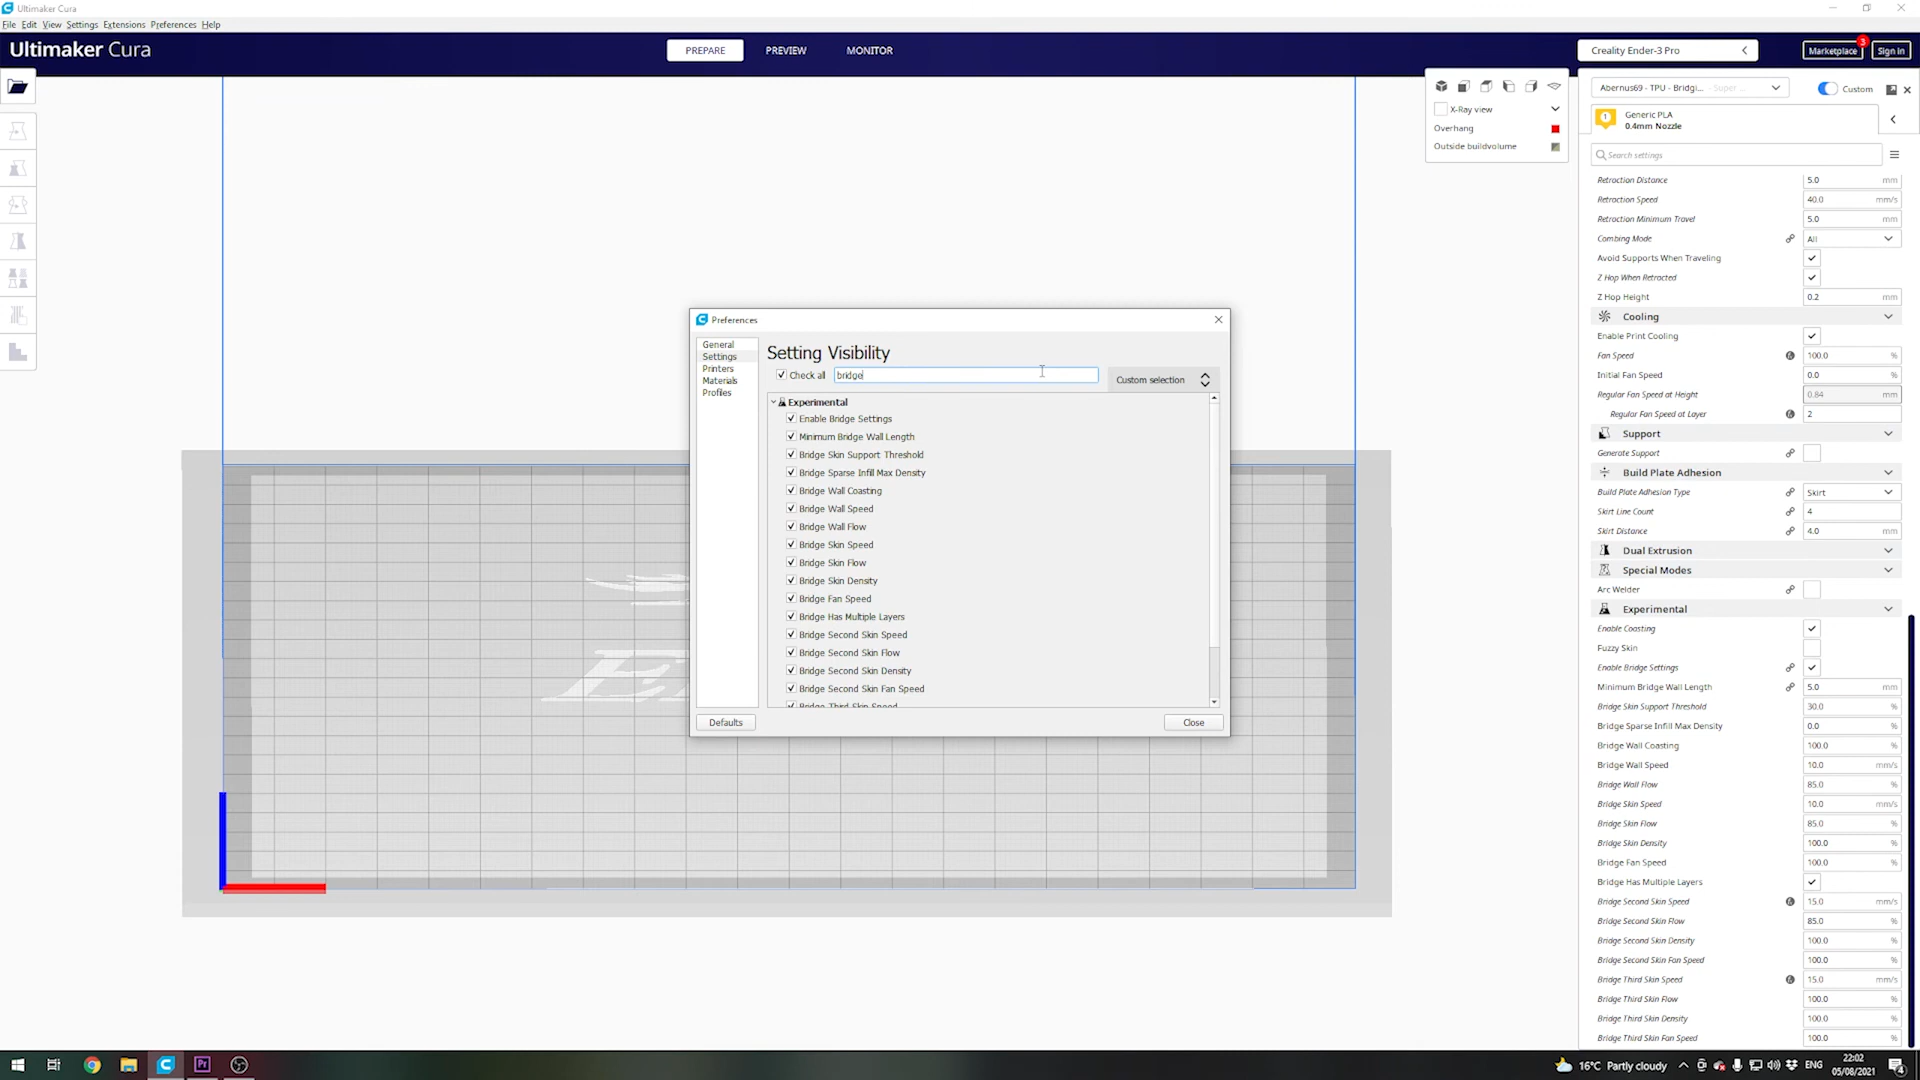 Ultimaker Cura
File Edit View Settings Extensions Preferences Help
Ultimaker Cura
PREPARE PREVIEW MONITOR
Creality Ender-3 Pro
Marketplace 3 Sign in
Abernus69 - TPU - Bridgi... - Super ...
Custom
X-Ray view
Overhang
Outside buildvolume
1 Generic PLA
0.4mm Nozzle
Search settings
Retraction Distance 5.0 mm
Retraction Speed 40.0 mm/s
Retraction Minimum Travel 5.0 mm
Combing Mode All
Avoid Supports When Traveling
Z Hop When Retracted
Z Hop Height 0.2 mm
Cooling
Enable Print Cooling
Fan Speed 100.0 %
Initial Fan Speed 0.0 %
Regular Fan Speed at Height 0.84 mm
Regular Fan Speed at Layer 2
Support
Generate Support
Build Plate Adhesion
Build Plate Adhesion Type Skirt
Skirt Line Count 4
Skirt Distance 4.0 mm
Dual Extrusion
Special Modes
Arc Welder
Experimental
Enable Coasting
Fuzzy Skin
Enable Bridge Settings
Minimum Bridge Wall Length 5.0 mm
Bridge Skin Support Threshold 30.0 %
Bridge Sparse Infill Max Density 0.0 %
Bridge Wall Coasting 100.0 %
Bridge Wall Speed 10.0 mm/s
Bridge Wall Flow 85.0 %
Bridge Skin Speed 10.0 mm/s
Bridge Skin Flow 85.0 %
Bridge Skin Density 100.0 %
Bridge Fan Speed 100.0 %
Bridge Has Multiple Layers
Bridge Second Skin Speed 15.0 mm/s
Bridge Second Skin Flow 85.0 %
Bridge Second Skin Density 100.0 %
Bridge Second Skin Fan Speed 100.0 %
Bridge Third Skin Speed 15.0 mm/s
Bridge Third Skin Flow 100.0 %
Bridge Third Skin Density 100.0 %
Bridge Third Skin Fan Speed 100.0 %
Preferences
General
Settings
Printers
Materials
Profiles
Setting Visibility
Check all bridge Custom selection
Experimental
Enable Bridge Settings
Minimum Bridge Wall Length
Bridge Skin Support Threshold
Bridge Sparse Infill Max Density
Bridge Wall Coasting
Bridge Wall Speed
Bridge Wall Flow
Bridge Skin Speed
Bridge Skin Flow
Bridge Skin Density
Bridge Fan Speed
Bridge Has Multiple Layers
Bridge Second Skin Speed
Bridge Second Skin Flow
Bridge Second Skin Density
Bridge Second Skin Fan Speed
Bridge Third Skin Speed
Defaults Close
Pr
16°C Partly cloudy ENG 22:02
05/08/2021 4